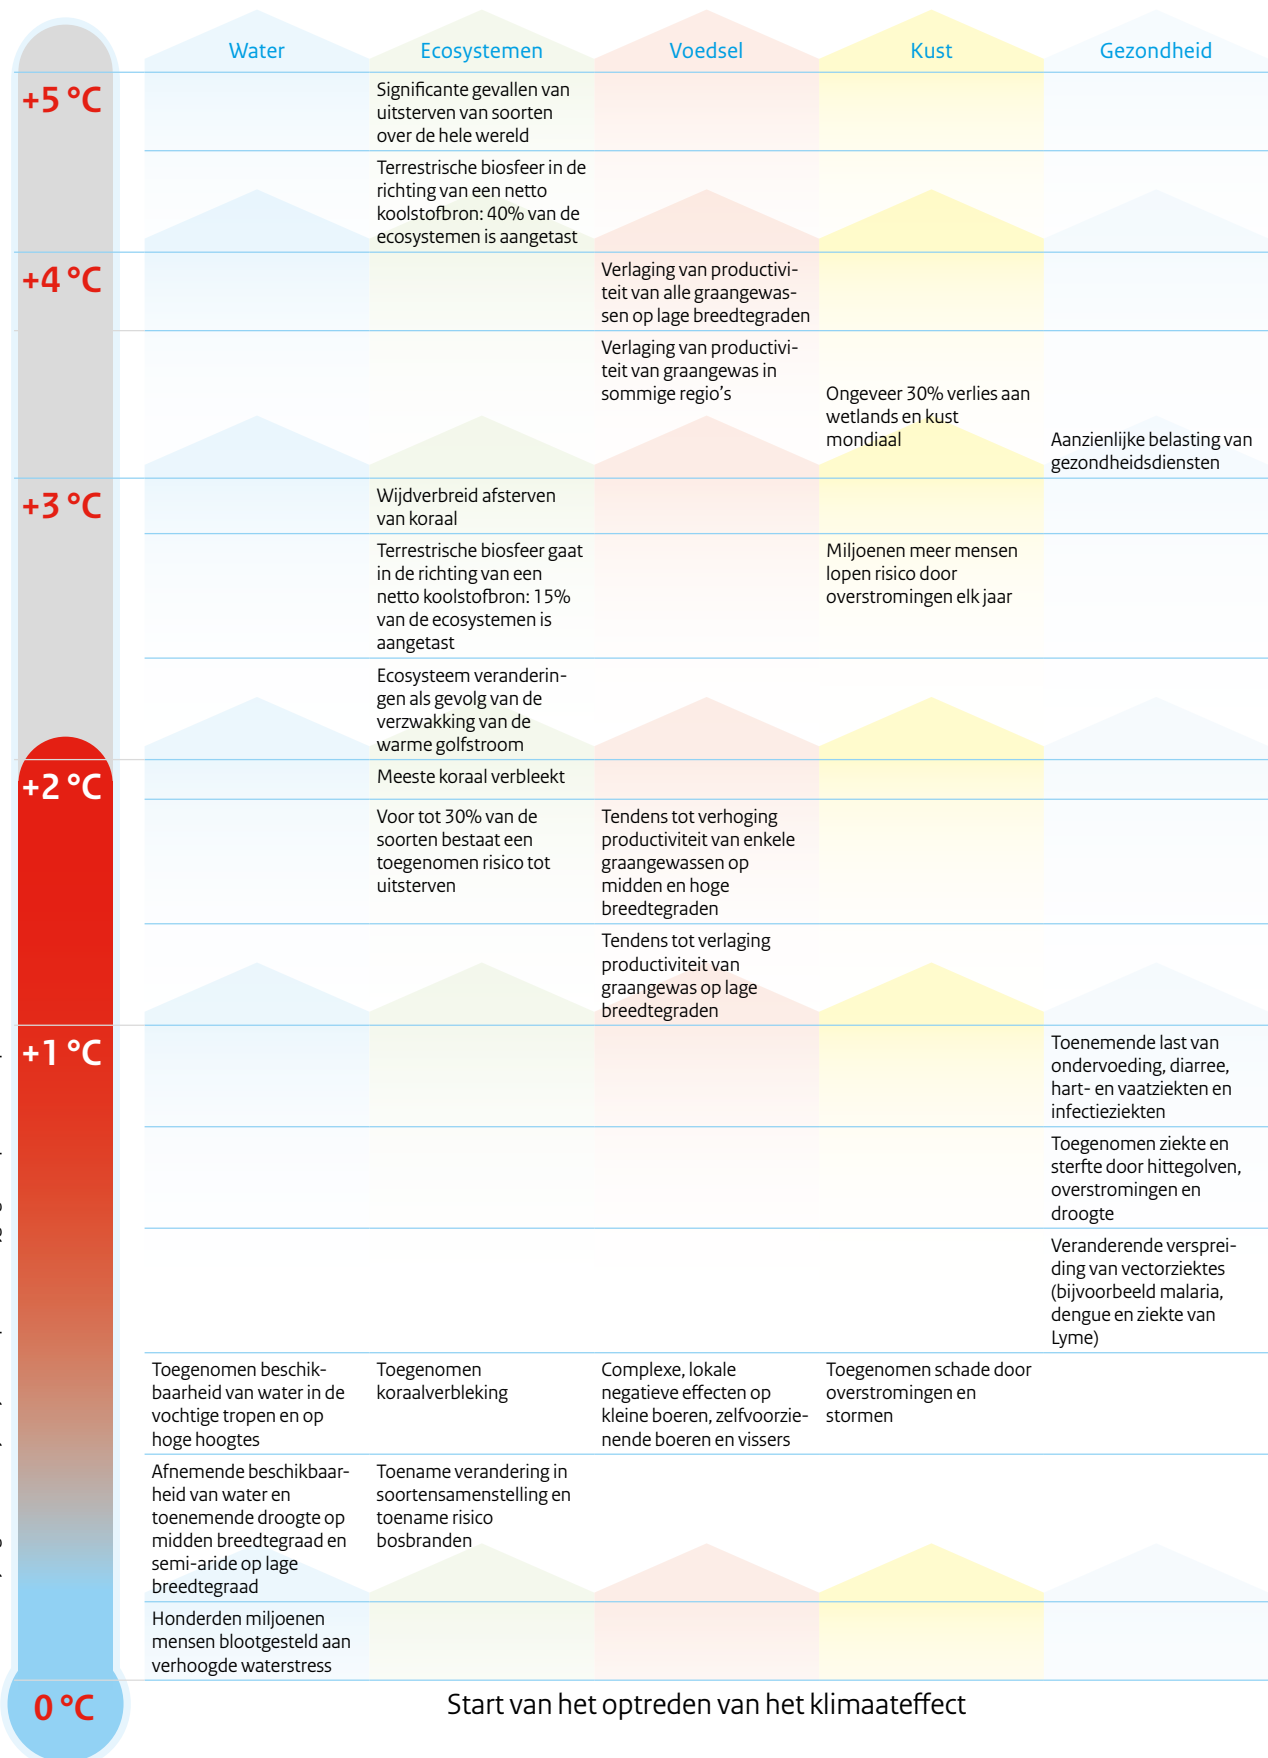 Water
Ecosystemen
Voedsel
Kust
Gezondheid
+5 °C
Significante gevallen van
uitsterven van soorten
over de hele wereld
Terrestrische biosfeer in de
richting van een netto
koolstofbron: 40% van de
ecosystemen is aangetast
+4 °C
Verlaging van productivi-
teit van alle graangewas-
sen op lage breedtegraden
Verlaging van productivi-
teit van graangewas in
sommige regio's
Ongeveer 30% verlies aan
wetlands en kust
mondiaal
Aanzienlijke belasting van
gezondheidsdiensten
+3 °C
Wijdverbreid afsterven
van koraal
Terrestrische biosfeer gaat
in de richting van een
netto koolstofbron: 15%
van de ecosystemen is
aangetast
Miljoenen meer mensen
lopen risico door
overstromingen elk jaar
Ecosysteem veranderin-
gen als gevolg van de
verzwakking van de
warme golfstroom
+2 °C
Meeste koraal verbleekt
Voor tot 30% van de
soorten bestaat een
toegenomen risico tot
uitsterven
Tendens tot verhoging
productiviteit van enkele
graangewassen op
midden en hoge
breedtegraden
Tendens tot verlaging
productiviteit van
graangewas op lage
breedtegraden
+1 °C
Toenemende last van
ondervoeding, diarree,
hart- en vaatziekten en
infectieziekten
Toegenomen ziekte en
sterfte door hittegolven,
overstromingen en
droogte
Veranderende versprei-
ding van vectorziektes
(bijvoorbeeld malaria,
dengue en ziekte van
Lyme)
Toegenomen beschik-
baarheid van water in de
vochtige tropen en op
hoge hoogtes
Toegenomen
koraalverbleking
Complexe, lokale
negatieve effecten op
kleine boeren, zelfvoorzie-
nende boeren en vissers
Toegenomen schade door
overstromingen en
stormen
Afnemende beschikbaar-
heid van water en
toenemende droogte op
midden breedtegraad en
semi-aride op lage
breedtegraad
Toename verandering in
soortensamenstelling en
toename risico
bosbranden
Honderden miljoenen
mensen blootgesteld aan
verhoogde waterstress
0 °C
Start van het optreden van het klimaateffect